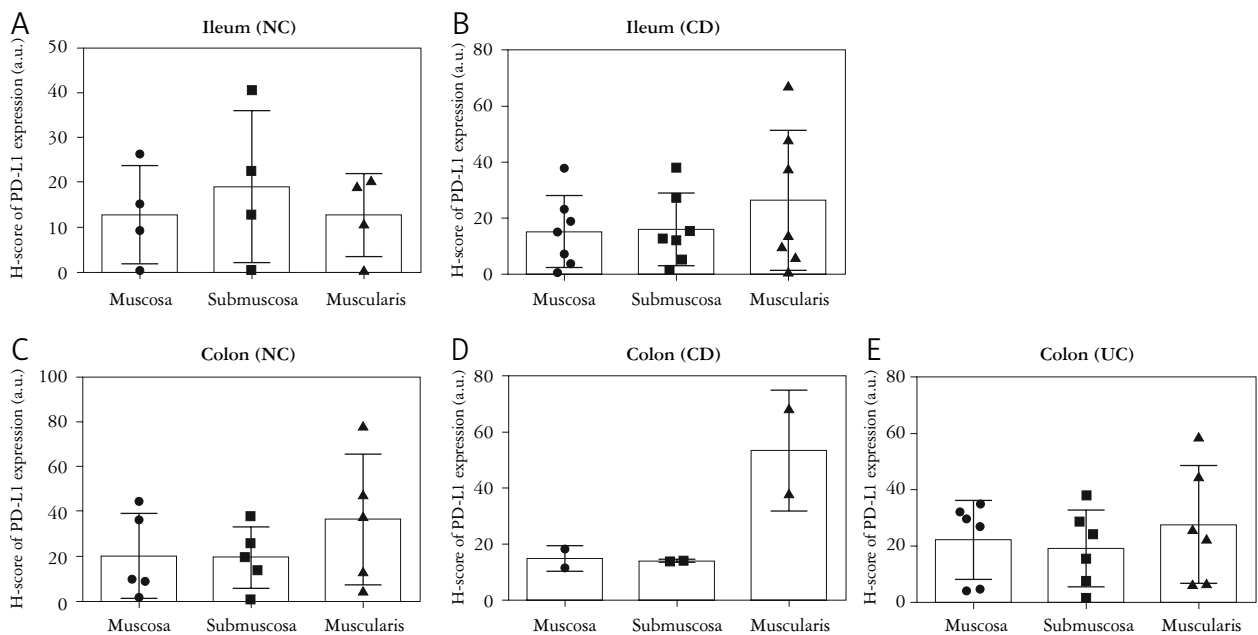 A
Ileum (NC)
H-score of PD-L1 expression (a.u.)
50
40
30
20
10
0
Muscosa Submuscosa Muscularis
B
Ileum (CD)
H-score of PD-L1 expression (a.u.)
80
60
40
20
0
Muscosa Submuscosa Muscularis
C
Colon (NC)
H-score of PD-L1 expression (a.u.)
100
80
60
40
20
0
Muscosa Submuscosa Muscularis
D
Colon (CD)
H-score of PD-L1 expression (a.u.)
80
60
40
20
0
Muscosa Submuscosa Muscularis
E
Colon (UC)
H-score of PD-L1 expression (a.u.)
80
60
40
20
0
Muscosa Submuscosa Muscularis